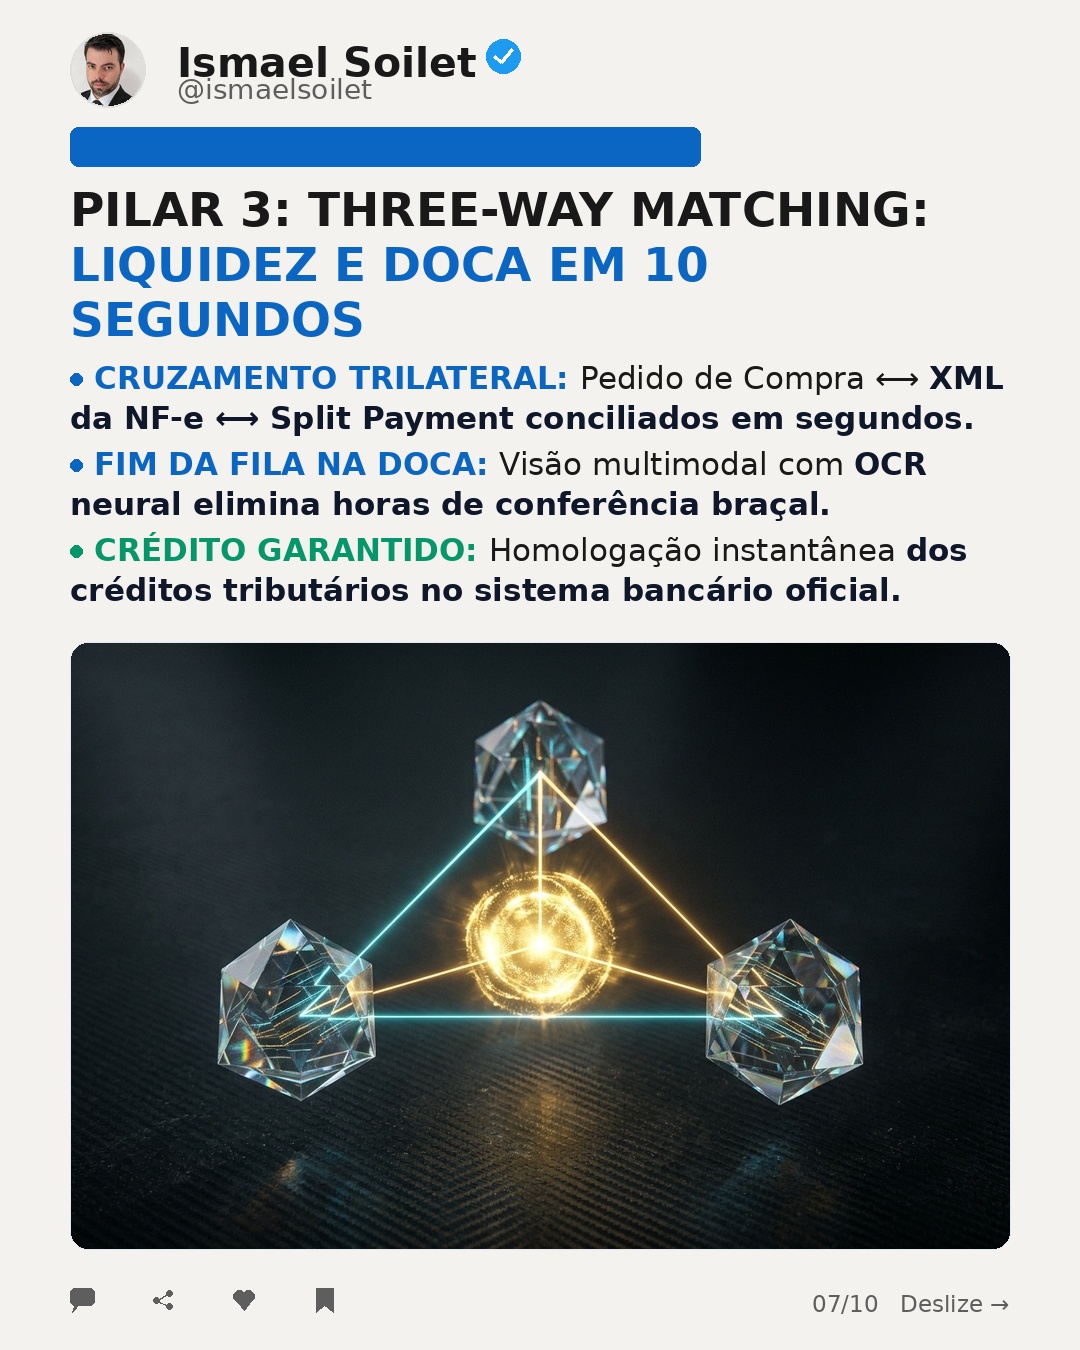 Ismael Soilet
@ismaelsoilet
PILAR 3: THREE-WAY MATCHING:
LIQUIDEZ E DOCA EM 10
SEGUNDOS
• CRUZAMENTO TRILATERAL: Pedido de Compra ⟷ XML
da NF-e ⟷ Split Payment conciliados em segundos.
• FIM DA FILA NA DOCA: Visão multimodal com OCR
neural elimina horas de conferência braçal.
• CRÉDITO GARANTIDO: Homologação instantânea dos
créditos tributários no sistema bancário oficial.
07/10 Deslize →